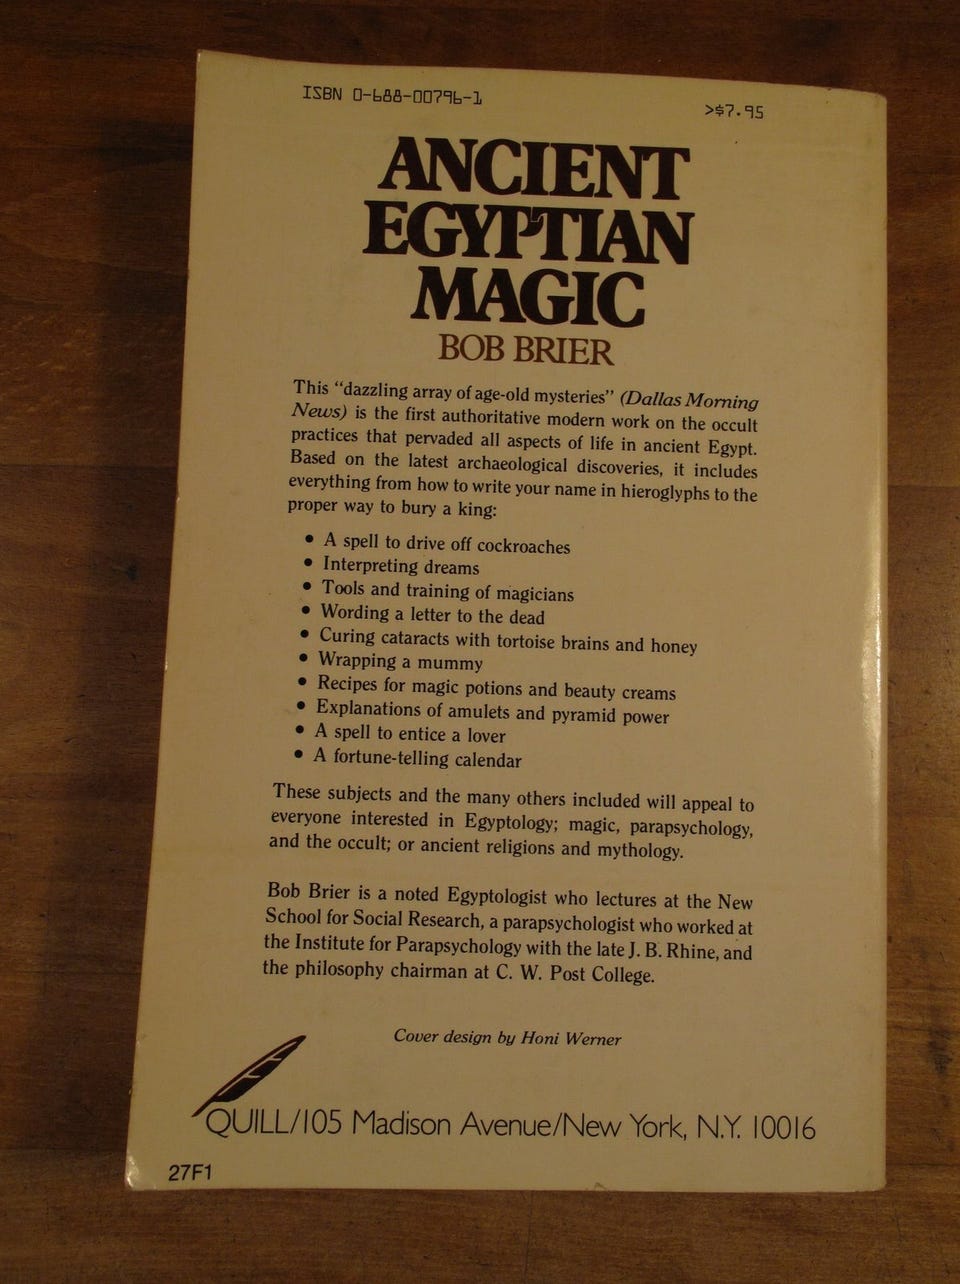 ISBN 0-688-00796-1
>$7.95
ANCIENT
EGYPTIAN
MAGIC
BOB BRIER
This “dazzling array of age-old mysteries” (Dallas Morning
News) is the first authoritative modern work on the occult
practices that pervaded all aspects of life in ancient Egypt.
Based on the latest archaeological discoveries, it includes
everything from how to write your name in hieroglyphs to the
proper way to bury a king:
• A spell to drive off cockroaches
• Interpreting dreams
• Tools and training of magicians
• Wording a letter to the dead
• Curing cataracts with tortoise brains and honey
• Wrapping a mummy
• Recipes for magic potions and beauty creams
• Explanations of amulets and pyramid power
• A spell to entice a lover
• A fortune-telling calendar
These subjects and the many others included will appeal to
everyone interested in Egyptology; magic, parapsychology,
and the occult; or ancient religions and mythology.
Bob Brier is a noted Egyptologist who lectures at the New
School for Social Research, a parapsychologist who worked at
the Institute for Parapsychology with the late J. B. Rhine, and
the philosophy chairman at C. W. Post College.
Cover design by Honi Werner
QUILL/105 Madison Avenue/New York, N.Y. 10016
27F1